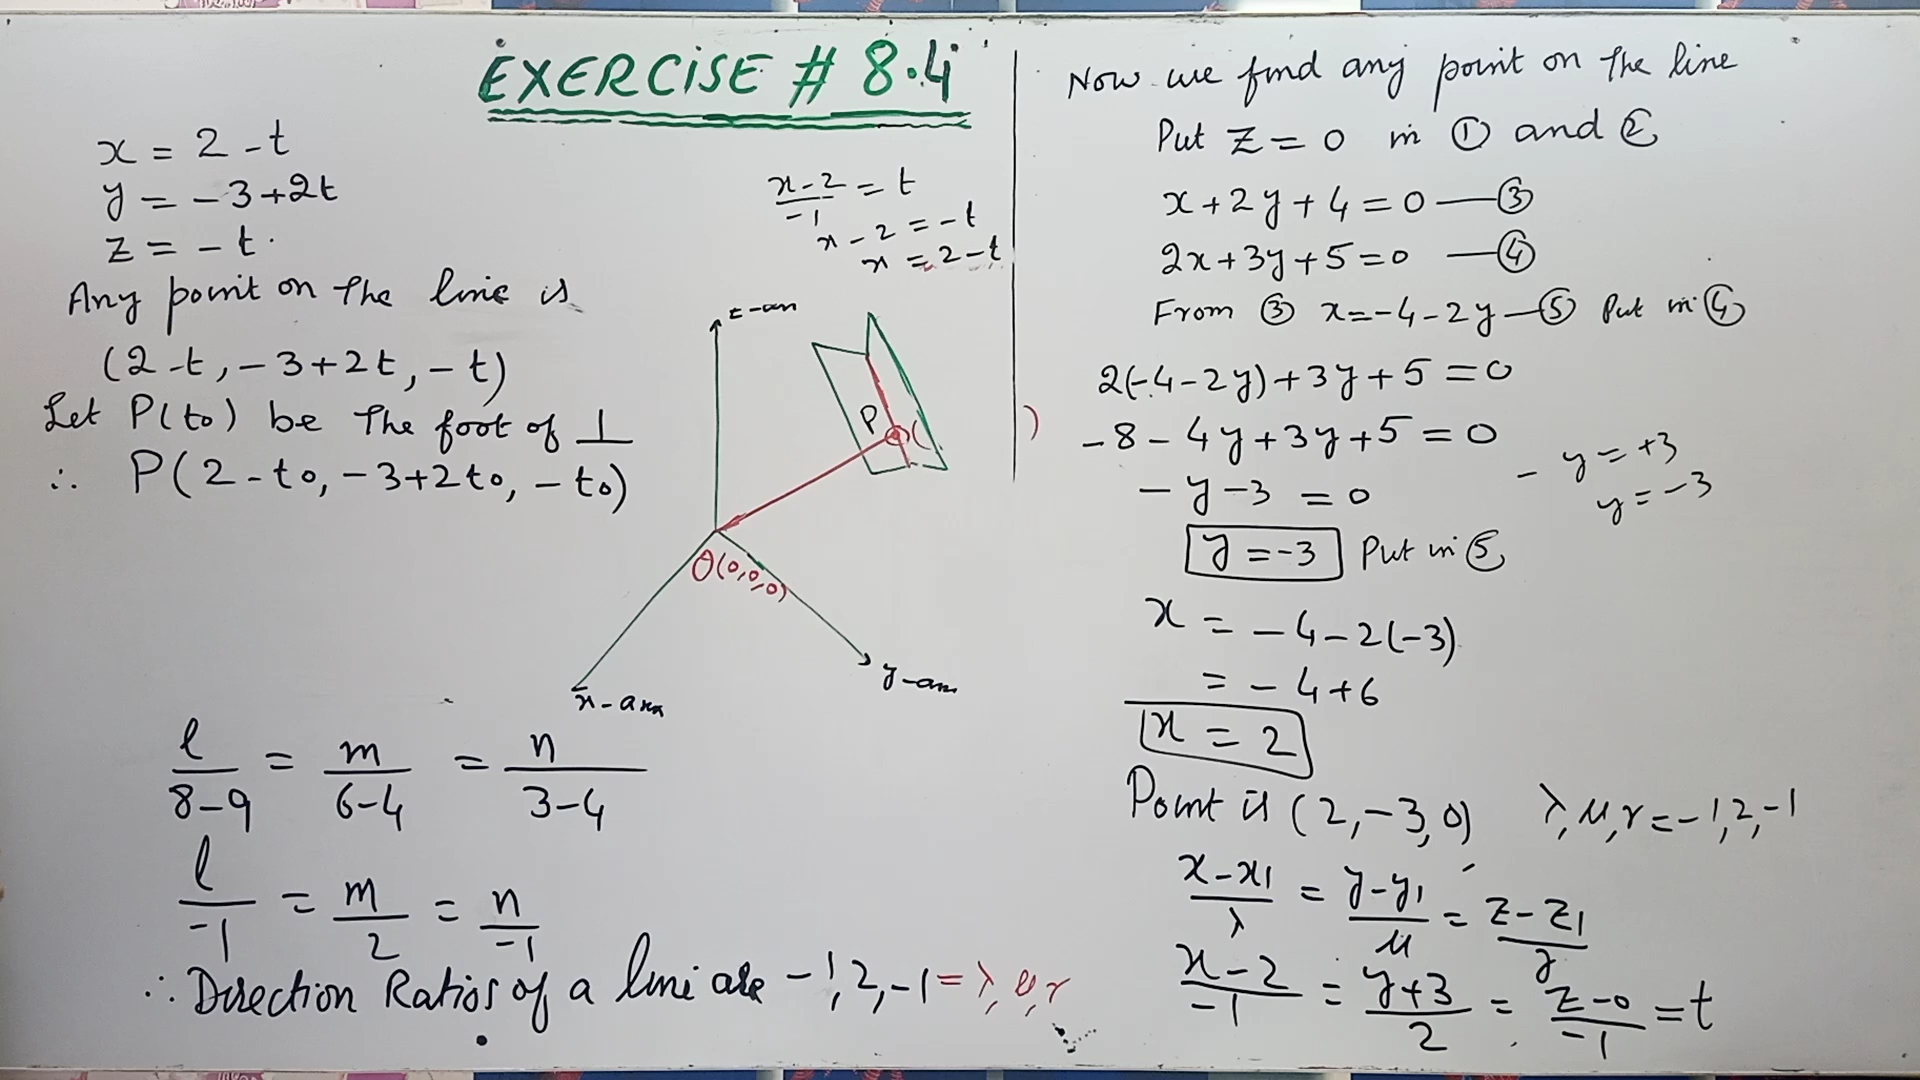 EXERCISE # 8.4
x = 2 - t
y = - 3 + 2t
z = - t.
Any point on the line is
(2 - t, - 3 + 2t, - t)
Let P(t0) be the foot of ⊥
∴ P(2 - t0, - 3 + 2t0, - t0)
x - 2 / -1 = t
x - 2 = - t
x = 2 - t
P
O(0,0,0)
l / 8 - 9 = m / 6 - 4 = n / 3 - 4
l / -1 = m / 2 = n / -1
∴ Direction Ratios of a line are -1, 2, -1 = λ, μ, r
Now we find any point on the line
Put z = 0 in ① and ②
x + 2y + 4 = 0 — ③
2x + 3y + 5 = 0 — ④
From ③ x = - 4 - 2y — ⑤ Put in ④
2(- 4 - 2y) + 3y + 5 = 0
- 8 - 4y + 3y + 5 = 0
- y - 3 = 0
- y = +3
y = -3
y = -3 Put in ⑤
x = - 4 - 2(-3)
= - 4 + 6
x = 2
Point is (2, -3, 0) λ, μ, r = -1, 2, -1
x - x1 / λ = y - y1 / μ = z - z1 / r
x - 2 / -1 = y + 3 / 2 = z - 0 / -1 = t